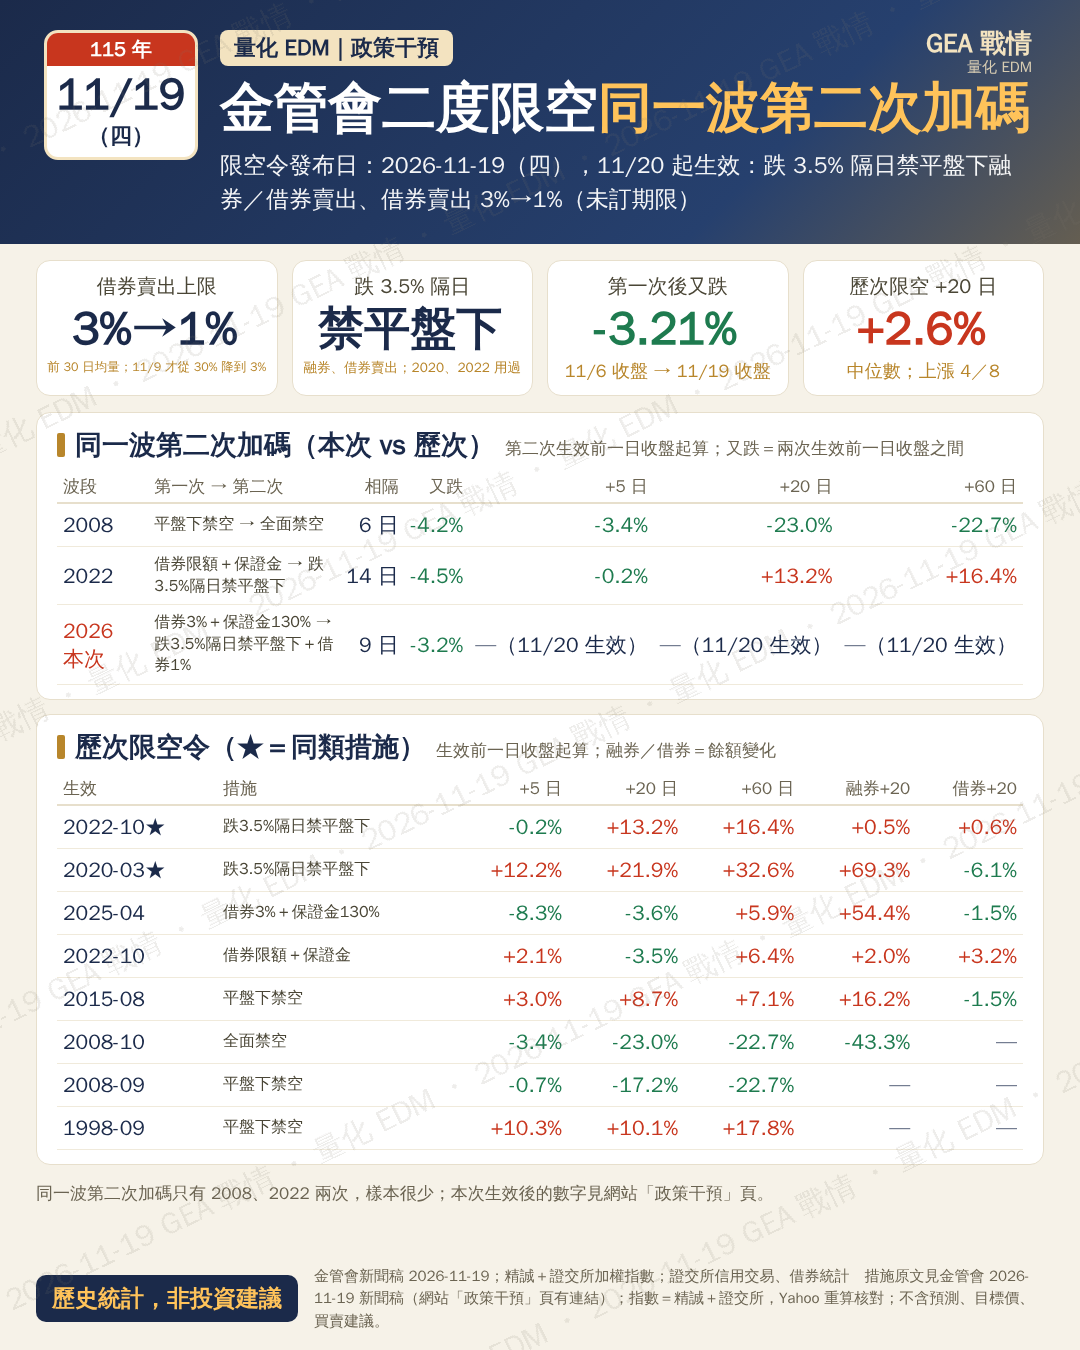 115 年
11/19
（四）
量化 EDM｜政策干預
GEA 戰情
量化 EDM
金管會二度限空同一波第二次加碼
限空令發布日：2026-11-19（四），11/20 起生效：跌 3.5% 隔日禁平盤下融
券／借券賣出、借券賣出 3%→1%（未訂期限）
借券賣出上限
3%→1%
前 30 日均量；11/9 才從 30% 降到 3%
跌 3.5% 隔日
禁平盤下
融券、借券賣出；2020、2022 用過
第一次後又跌
-3.21%
11/6 收盤 → 11/19 收盤
歷次限空 +20 日
+2.6%
中位數；上漲 4／8
同一波第二次加碼（本次 vs 歷次） 第二次生效前一日收盤起算；又跌＝兩次生效前一日收盤之間
波段 第一次 → 第二次 相隔 又跌 +5 日 +20 日 +60 日
2008 平盤下禁空 → 全面禁空 6 日 -4.2% -3.4% -23.0% -22.7%
2022 借券限額＋保證金 → 跌
3.5%隔日禁平盤下 14 日 -4.5% -0.2% +13.2% +16.4%
2026
本次 借券3%＋保證金130% →
跌3.5%隔日禁平盤下＋借
券1% 9 日 -3.2% —（11/20 生效） —（11/20 生效） —（11/20 生效）
歷次限空令（★＝同類措施） 生效前一日收盤起算；融券／借券＝餘額變化
生效 措施 +5 日 +20 日 +60 日 融券+20 借券+20
2022-10★ 跌3.5%隔日禁平盤下 -0.2% +13.2% +16.4% +0.5% +0.6%
2020-03★ 跌3.5%隔日禁平盤下 +12.2% +21.9% +32.6% +69.3% -6.1%
2025-04 借券3%＋保證金130% -8.3% -3.6% +5.9% +54.4% -1.5%
2022-10 借券限額＋保證金 +2.1% -3.5% +6.4% +2.0% +3.2%
2015-08 平盤下禁空 +3.0% +8.7% +7.1% +16.2% -1.5%
2008-10 全面禁空 -3.4% -23.0% -22.7% -43.3% —
2008-09 平盤下禁空 -0.7% -17.2% -22.7% — —
1998-09 平盤下禁空 +10.3% +10.1% +17.8% — —
同一波第二次加碼只有 2008、2022 兩次，樣本很少；本次生效後的數字見網站「政策干預」頁。
歷史統計，非投資建議
金管會新聞稿 2026-11-19；精誠＋證交所加權指數；證交所信用交易、借券統計　措施原文見金管會 2026-
11-19 新聞稿（網站「政策干預」頁有連結）；指數＝精誠＋證交所，Yahoo 重算核對；不含預測、目標價、
買賣建議。